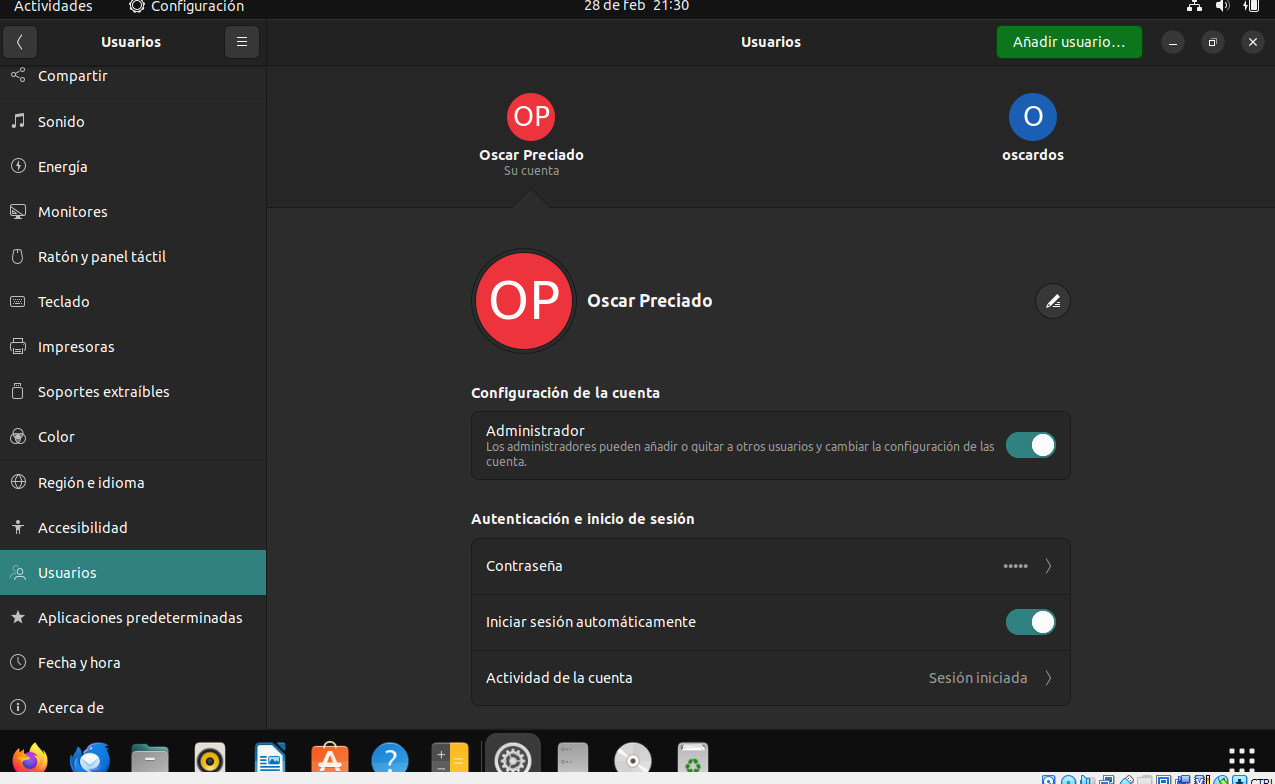 Actividades
Configuración
28 de feb 21:30
Usuarios
Usuarios
Añadir usuario…
Compartir
Sonido
Energía
Monitores
Ratón y panel táctil
Teclado
Impresoras
Soportes extraíbles
Color
Región e idioma
Accesibilidad
Usuarios
Aplicaciones predeterminadas
Fecha y hora
Acerca de
OP
Oscar Preciado
Su cuenta
O
oscardos
OP
Oscar Preciado
Configuración de la cuenta
Administrador
Los administradores pueden añadir o quitar a otros usuarios y cambiar la configuración de las
cuenta.
Autenticación e inicio de sesión
Contraseña
•••••
Iniciar sesión automáticamente
Actividad de la cuenta
Sesión iniciada